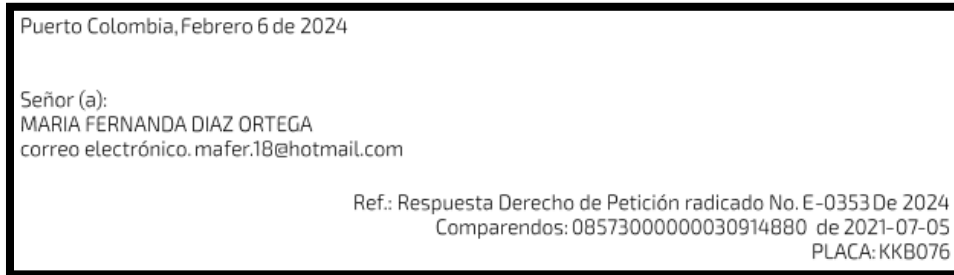 Puerto Colombia, Febrero 6 de 2024
Señor (a):
MARIA FERNANDA DIAZ ORTEGA
correo electrónico. mafer.18@hotmail.com
Ref.: Respuesta Derecho de Petición radicado No. E-0353 De 2024
Comparendos: 08573000000030914880 de 2021-07-05
PLACA: KKB076